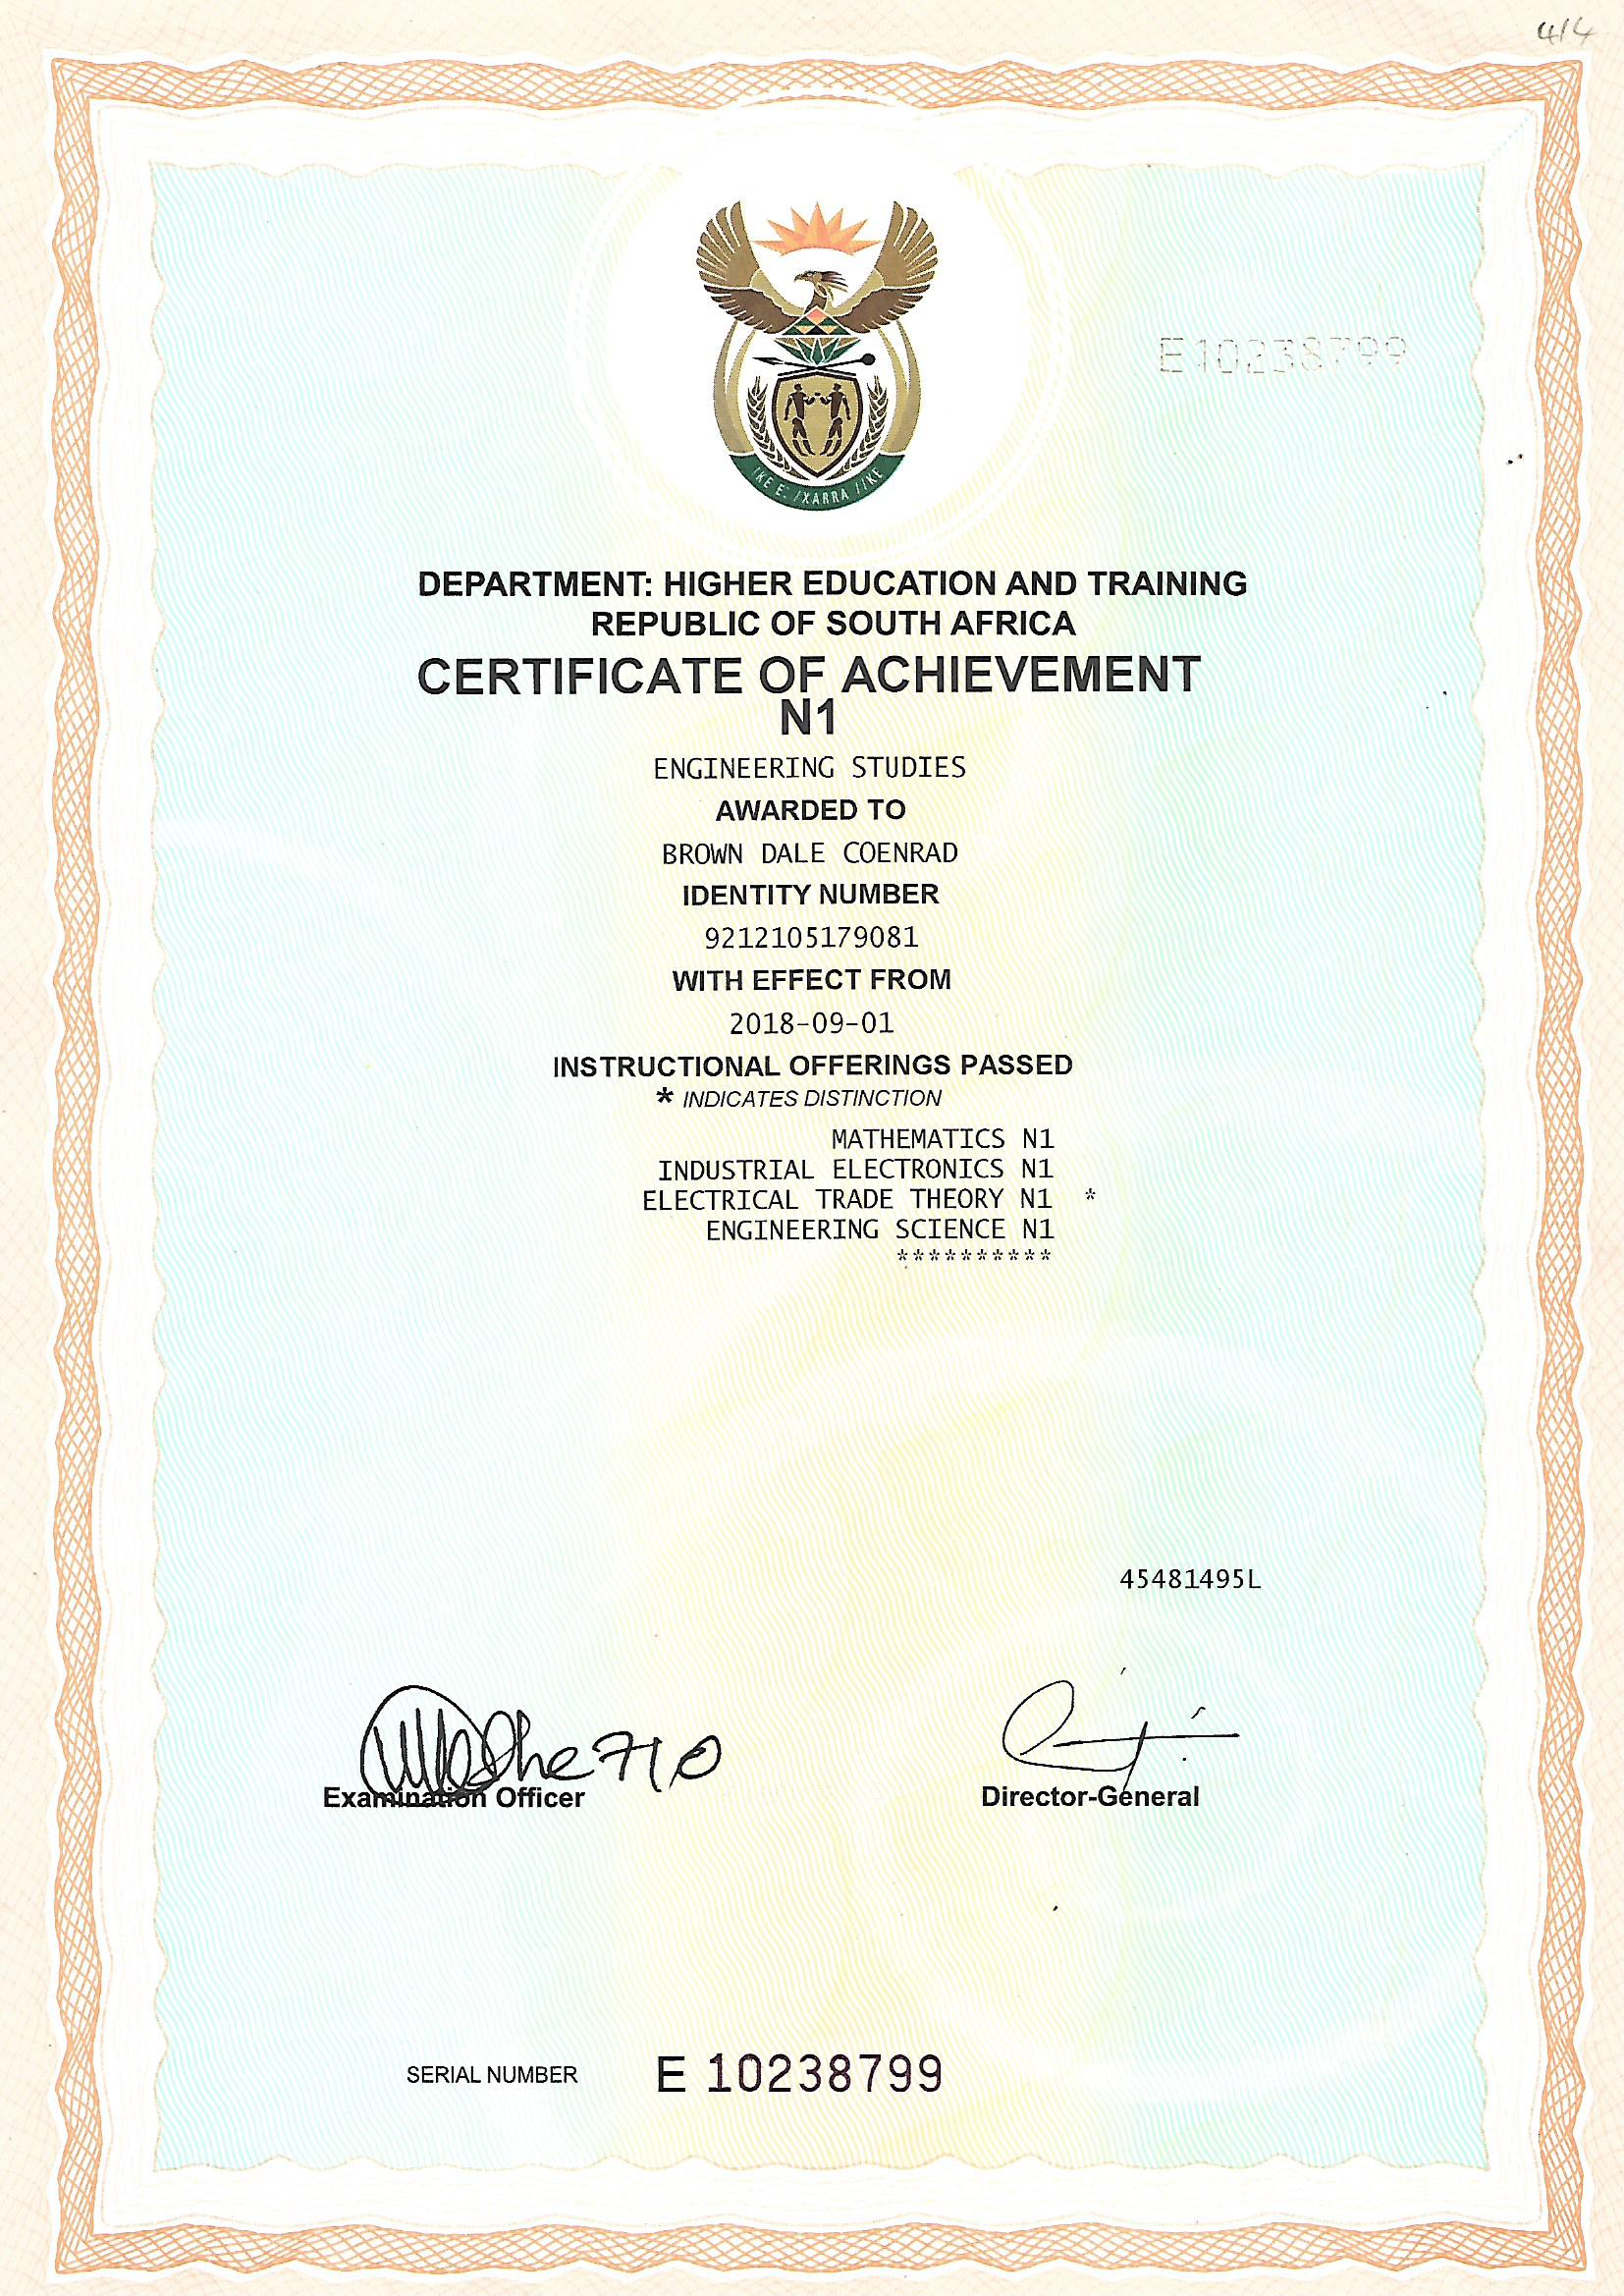 4/4
E10238799
!KE E: /XARRA //KE
DEPARTMENT: HIGHER EDUCATION AND TRAINING
REPUBLIC OF SOUTH AFRICA
CERTIFICATE OF ACHIEVEMENT
N1
ENGINEERING STUDIES
AWARDED TO
BROWN DALE COENRAD
IDENTITY NUMBER
9212105179081
WITH EFFECT FROM
2018-09-01
INSTRUCTIONAL OFFERINGS PASSED
* INDICATES DISTINCTION
MATHEMATICS N1
INDUSTRIAL ELECTRONICS N1
ELECTRICAL TRADE THEORY N1 *
ENGINEERING SCIENCE N1
**********
45481495L
Examination Officer
Director-General
SERIAL NUMBER E 10238799